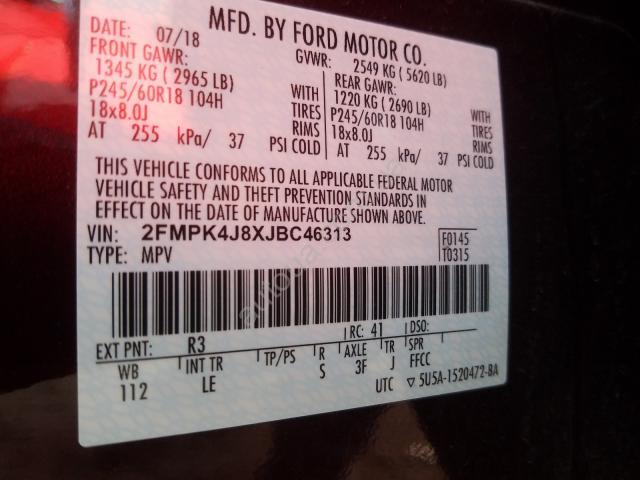 MFD. BY FORD MOTOR CO.
DATE: 07/18 GVWR: 2549 KG ( 5620 LB)
FRONT GAWR: REAR GAWR:
1345 KG ( 2965 LB) 1220 KG ( 2690 LB)
P245/60R18 104H WITH TIRES P245/60R18 104H WITH TIRES
18x8.0J RIMS 18x8.0J RIMS
AT 255 kPa/ 37 PSI COLD AT 255 kPa/ 37 PSI COLD
THIS VEHICLE CONFORMS TO ALL APPLICABLE FEDERAL MOTOR
VEHICLE SAFETY AND THEFT PREVENTION STANDARDS IN
EFFECT ON THE DATE OF MANUFACTURE SHOWN ABOVE.
VIN: 2FMPK4J8XJBC46313 F0145
TYPE: MPV T0315
EXT PNT: R3 RC: 41
WB INT TR TP/PS R AXLE TR SPR
112 LE S 3F J FFCC
UTC ▽ 5U5A-1520472-BA